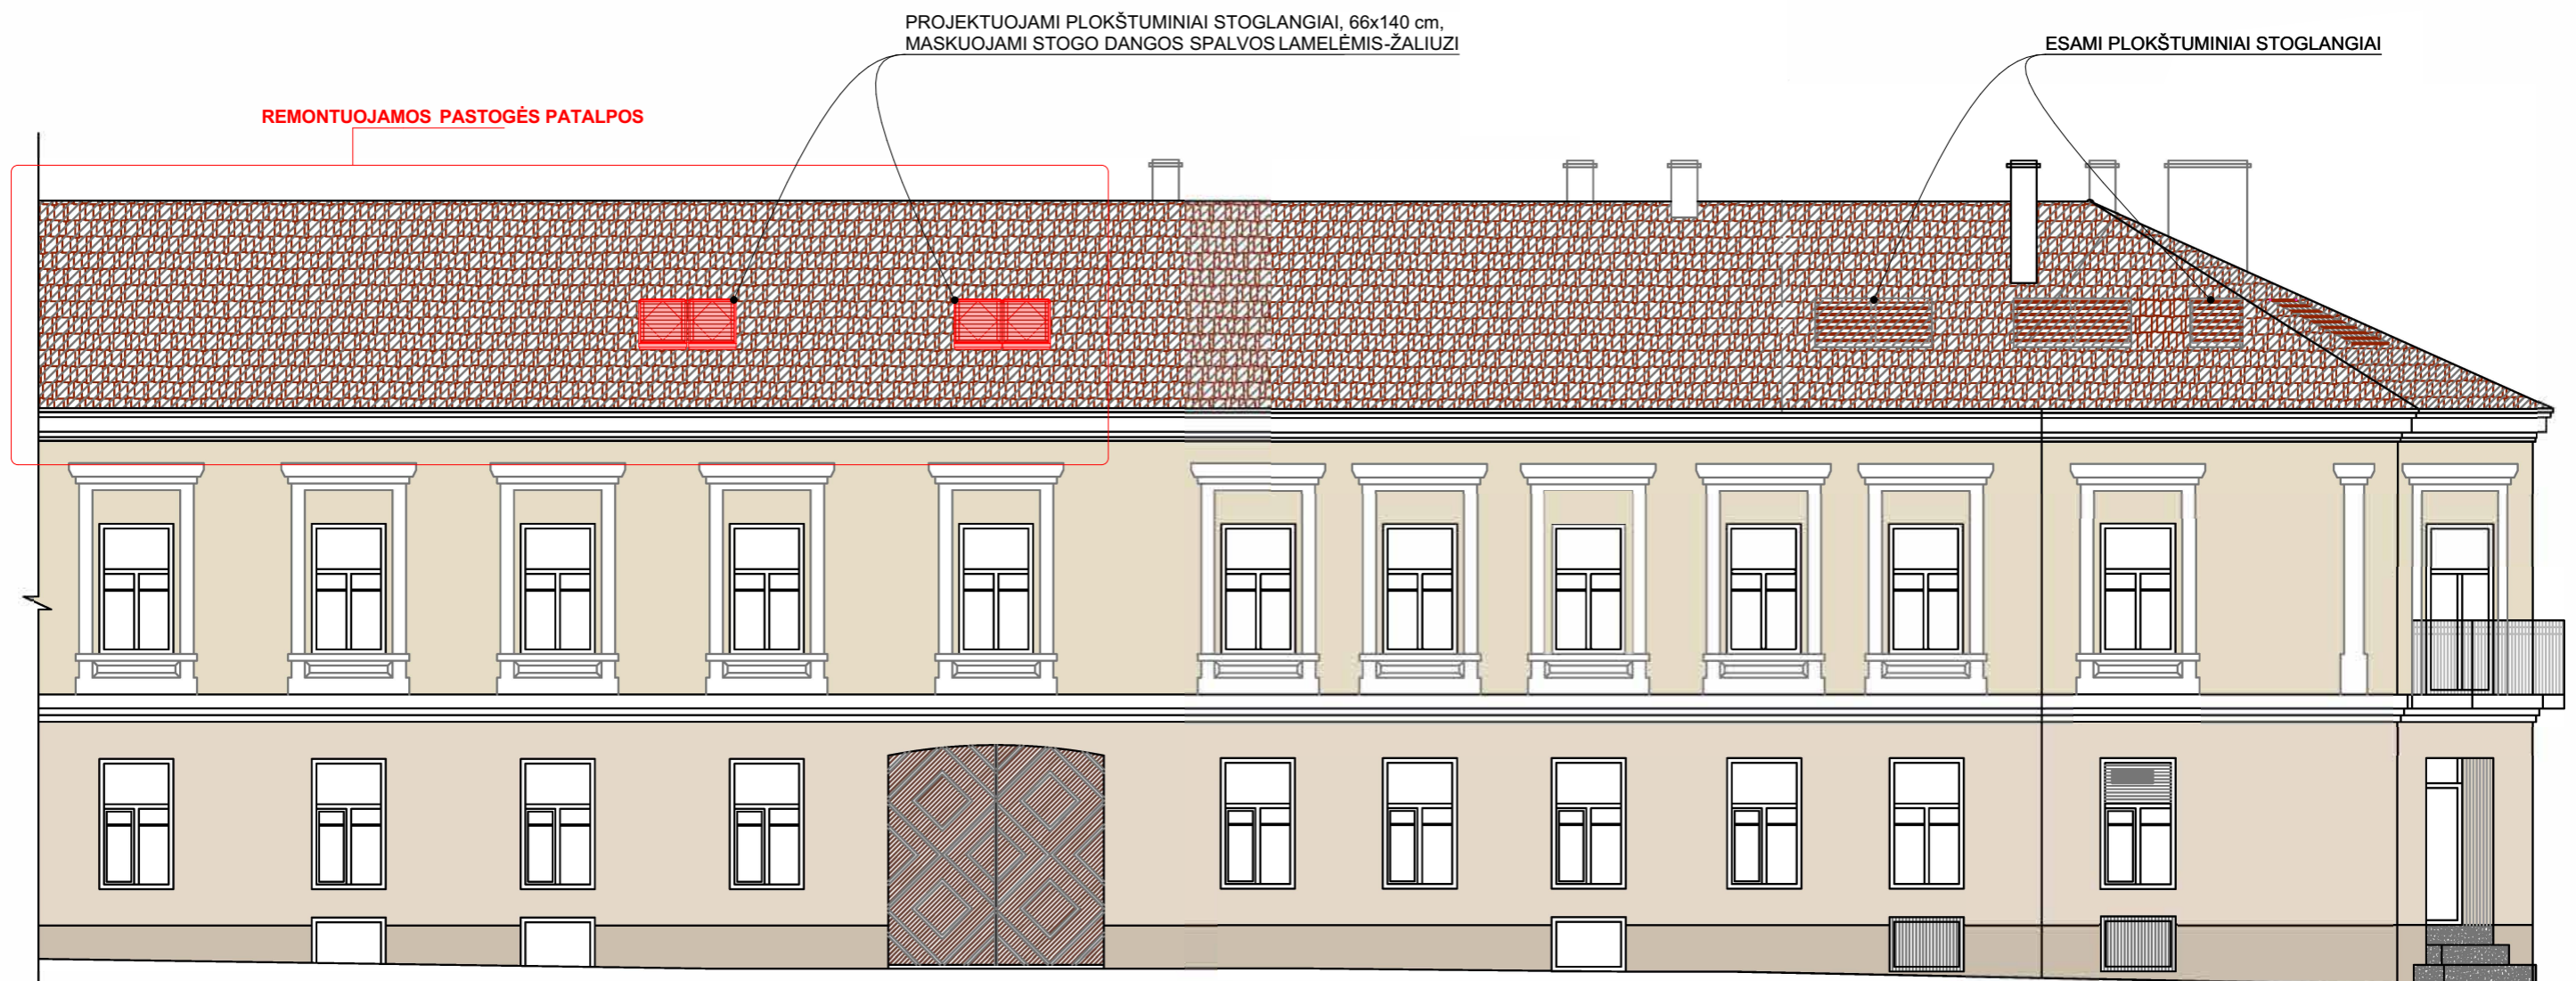 PROJEKTUOJAMI PLOKŠTUMINIAI STOGLANGIAI, 66x140 cm,
MASKUOJAMI STOGO DANGOS SPALVOS LAMELĖMIS-ŽALIUZI
ESAMI PLOKŠTUMINIAI STOGLANGIAI
REMONTUOJAMOS PASTOGĖS PATALPOS